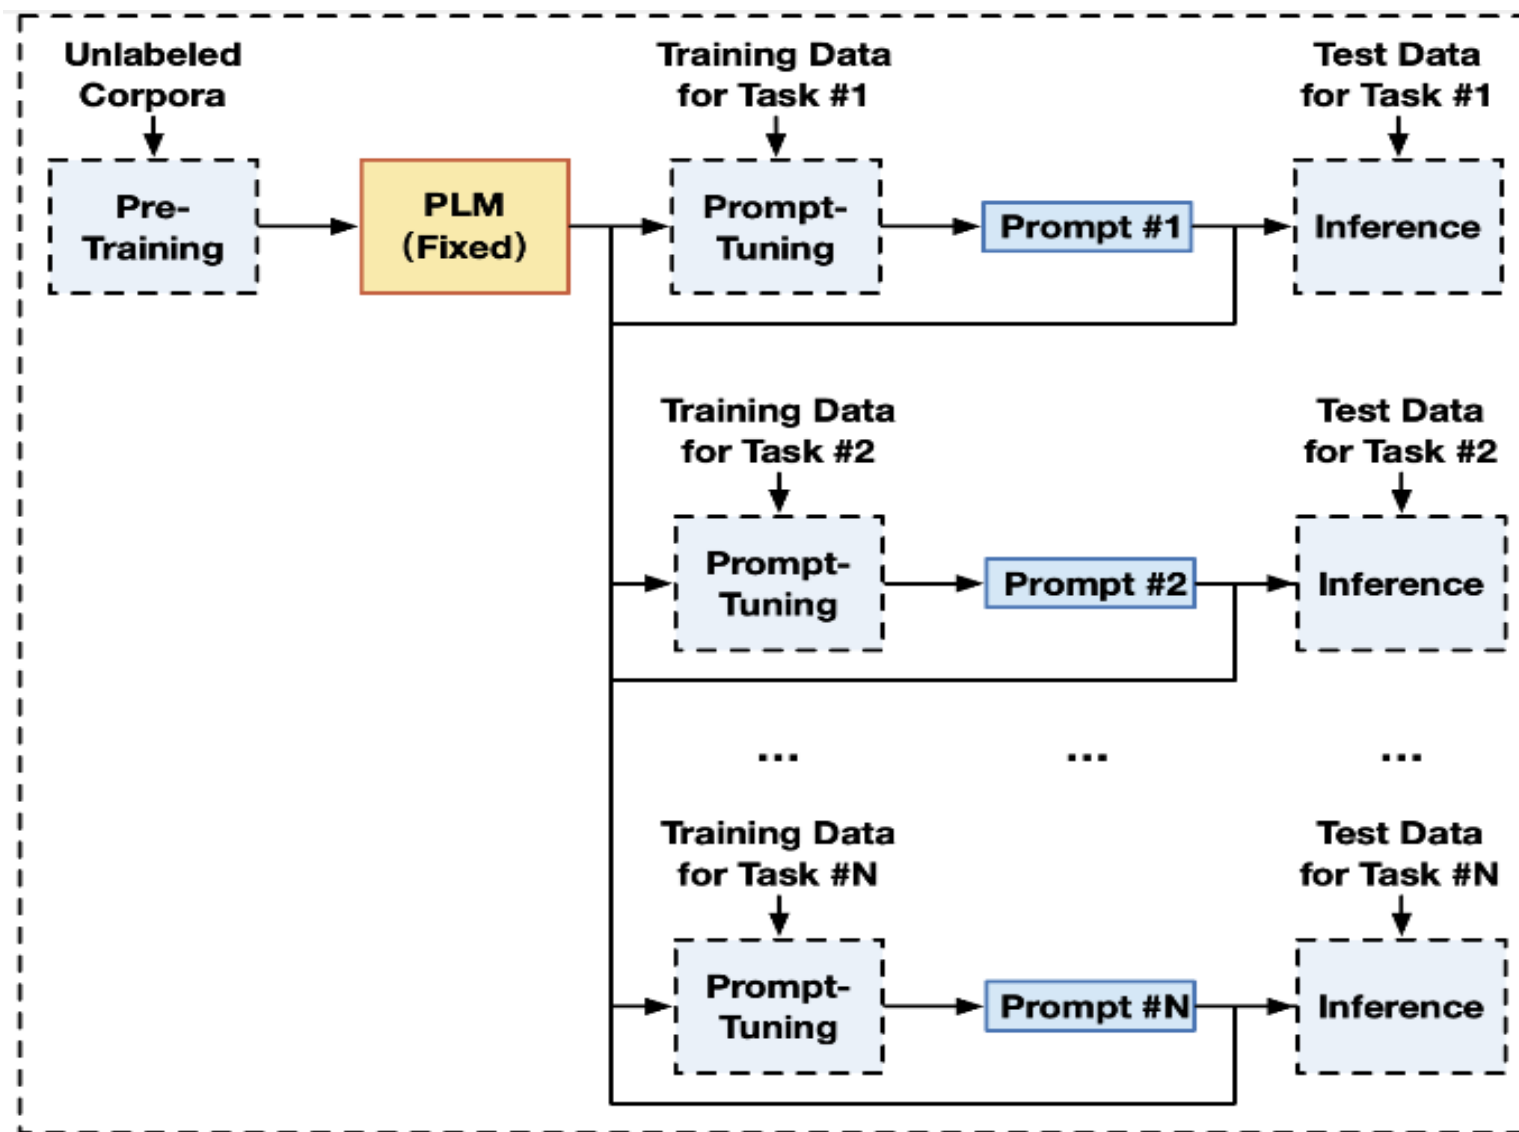 Unlabeled
Corpora
Pre-
Training
PLM
(Fixed)
Training Data
for Task #1
Prompt-
Tuning
Prompt #1
Test Data
for Task #1
Inference
Training Data
for Task #2
Prompt-
Tuning
Prompt #2
Test Data
for Task #2
Inference
... ... ...
Training Data
for Task #N
Prompt-
Tuning
Prompt #N
Test Data
for Task #N
Inference